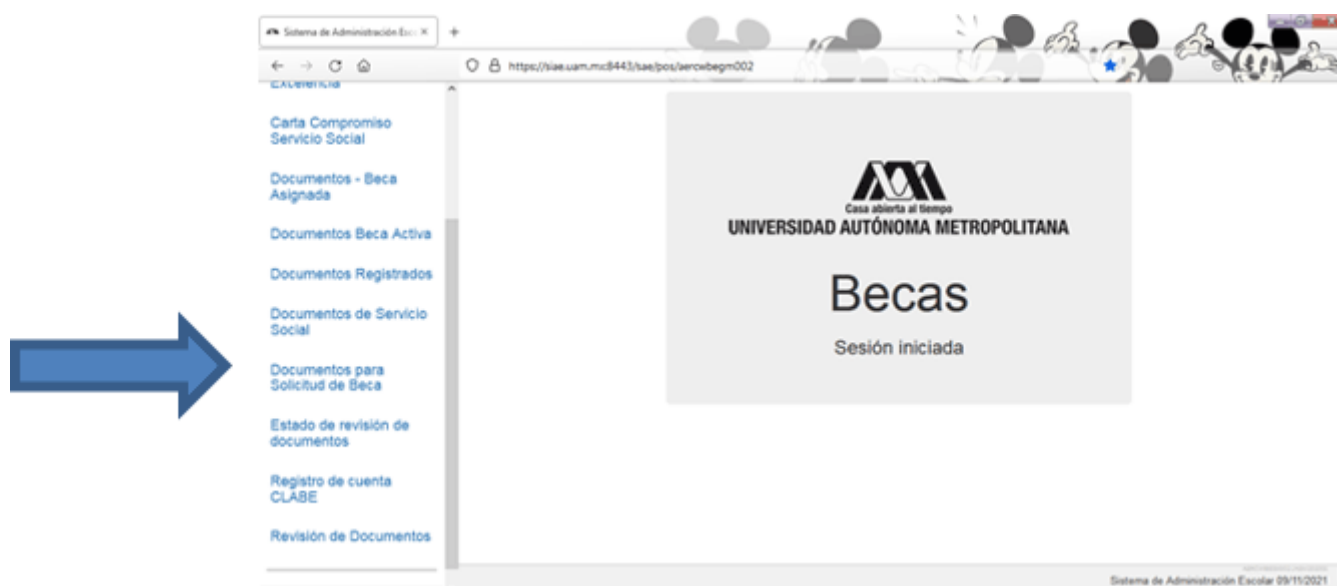 Sistema de Administración Esc
https://siae.uam.mx:8443/sae/pos/aercwbegm002
Excelencia
Carta Compromiso
Servicio Social
Documentos - Beca
Asignada
Documentos Beca Activa
Documentos Registrados
Documentos de Servicio
Social
Documentos para
Solicitud de Beca
Estado de revisión de
documentos
Registro de cuenta
CLABE
Revisión de Documentos
Casa abierta al tiempo
UNIVERSIDAD AUTÓNOMA METROPOLITANA
Becas
Sesión iniciada
Sistema de Administración Escolar 09/11/2021